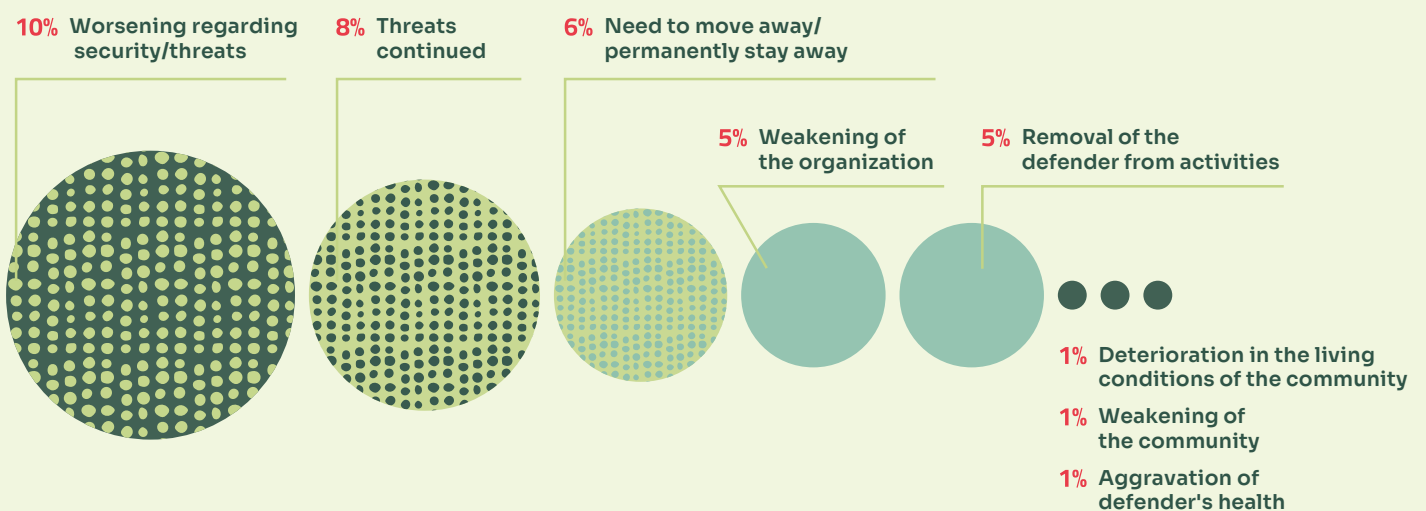 10% Worsening regarding
security/threats
8% Threats
continued
6% Need to move away/
permanently stay away
5% Weakening of
the organization
5% Removal of the
defender from activities
1% Deterioration in the living
conditions of the community
1% Weakening of
the community
1% Aggravation of
defender's health